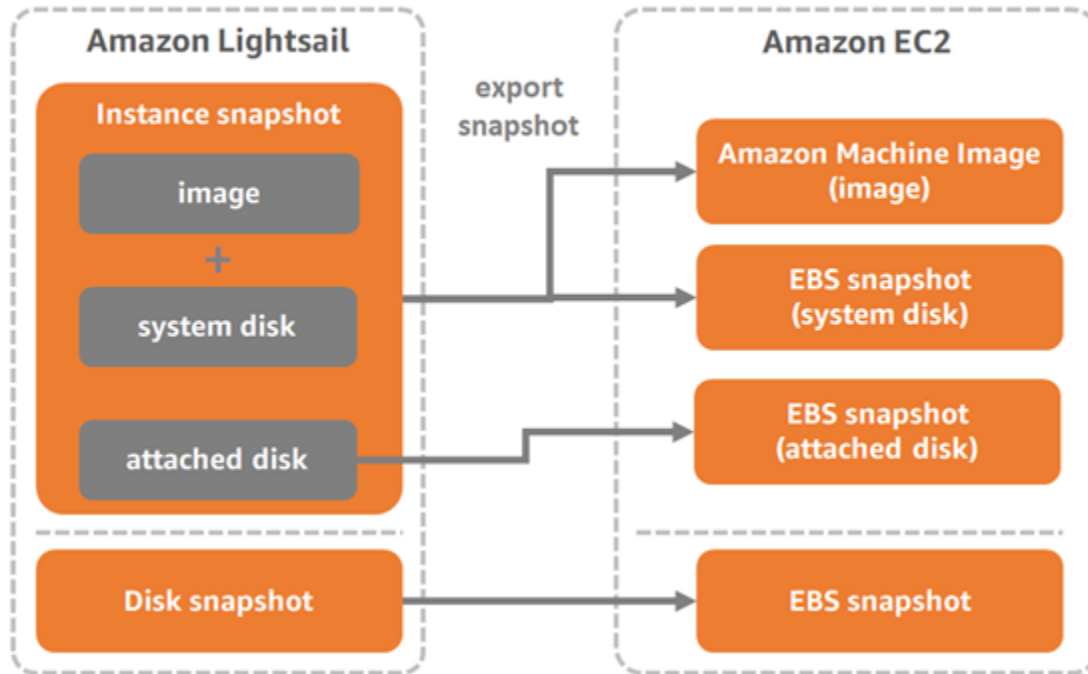 Amazon Lightsail
Instance snapshot
image
+
system disk
attached disk
Disk snapshot
export
snapshot
Amazon EC2
Amazon Machine Image
(image)
EBS snapshot
(system disk)
EBS snapshot
(attached disk)
EBS snapshot